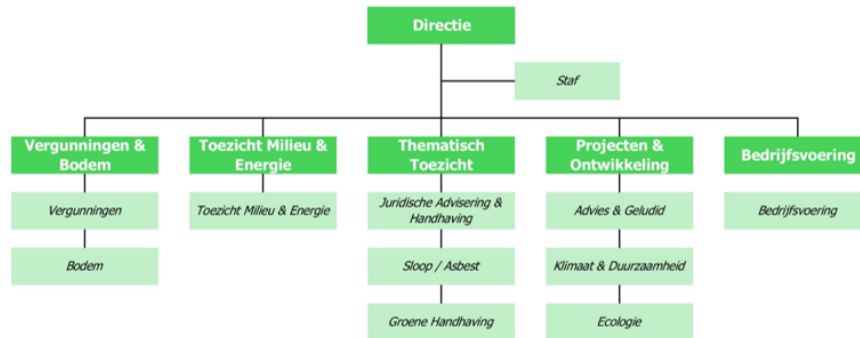 Directie
Staf
Vergunningen &
Bodem
Toezicht Milieu &
Energie
Thematisch
Toezicht
Projecten &
Ontwikkeling
Bedrijfsvoering
Vergunningen
Toezicht Milieu & Energie
Juridische Advisering &
Handhaving
Advies & Geludid
Bedrijfsvoering
Bodem
Sloop / Asbest
Klimaat & Duurzaamheid
Groene Handhaving
Ecologie